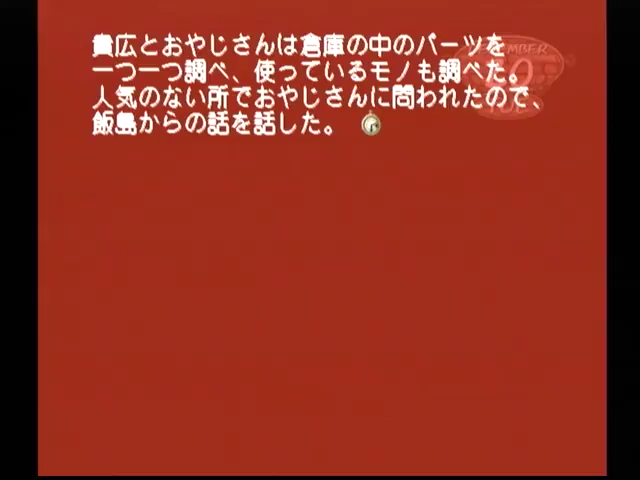 貴広とおやじさんは倉庫の中のパーツを
一つ一つ調べ、使っているモノも調べた。
人気のない所でおやじさんに問われたので、
飯島からの話を話した。